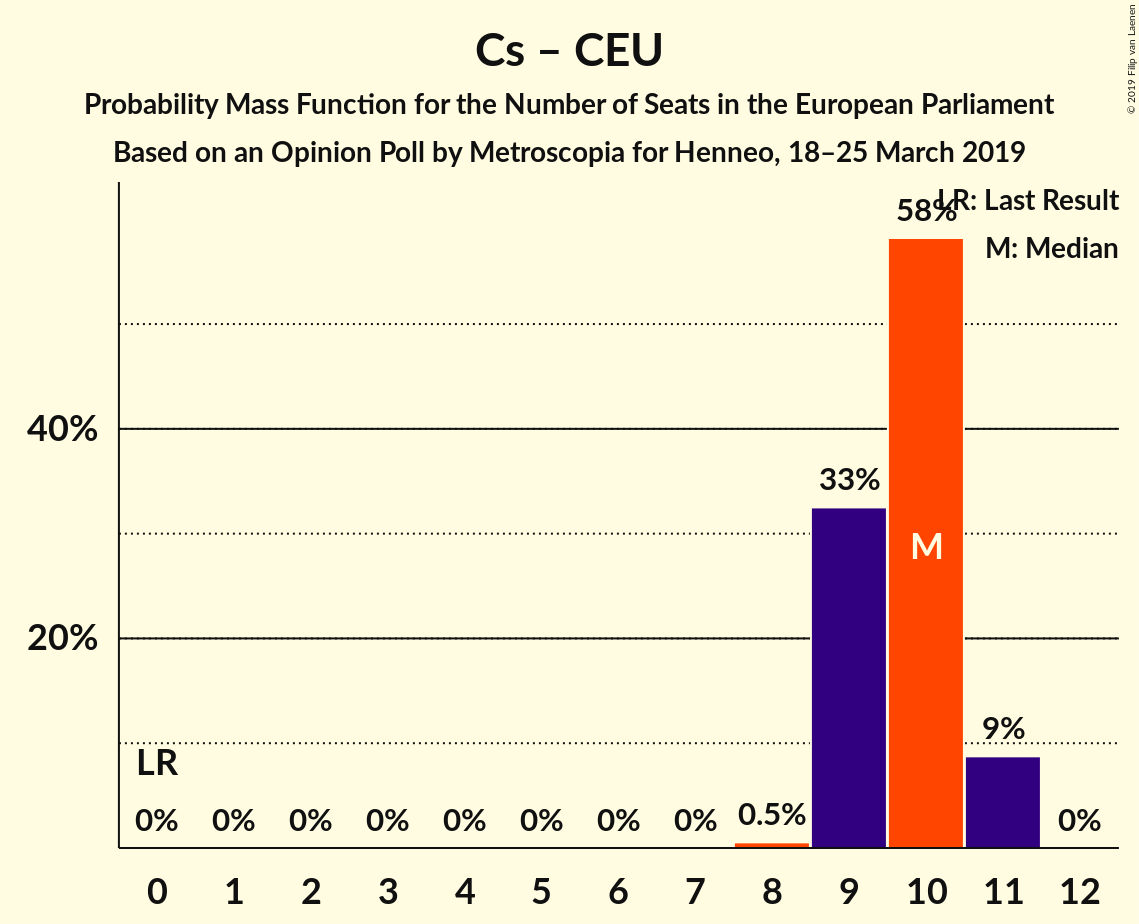 Cs – CEU
Probability Mass Function for the Number of Seats in the European Parliament
Based on an Opinion Poll by Metroscopia for Henneo, 18–25 March 2019
© 2019 Filip van Laenen
LR: Last Result
M: Median
58%
40%
33%
M
20%
9%
LR
0% 0% 0% 0% 0% 0% 0% 0% 0.5% 0%
0 1 2 3 4 5 6 7 8 9 10 11 12